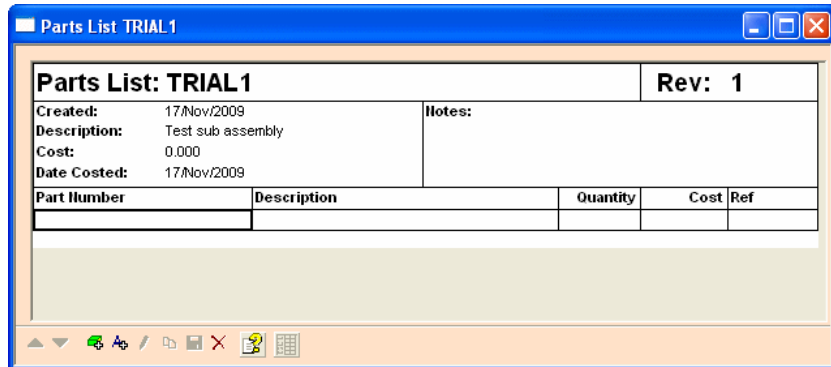 Parts List TRIAL1
Parts List: TRIAL1 Rev: 1
Created: 17/Nov/2009 Notes:
Description: Test sub assembly
Cost: 0.000
Date Costed: 17/Nov/2009
Part Number Description Quantity Cost Ref